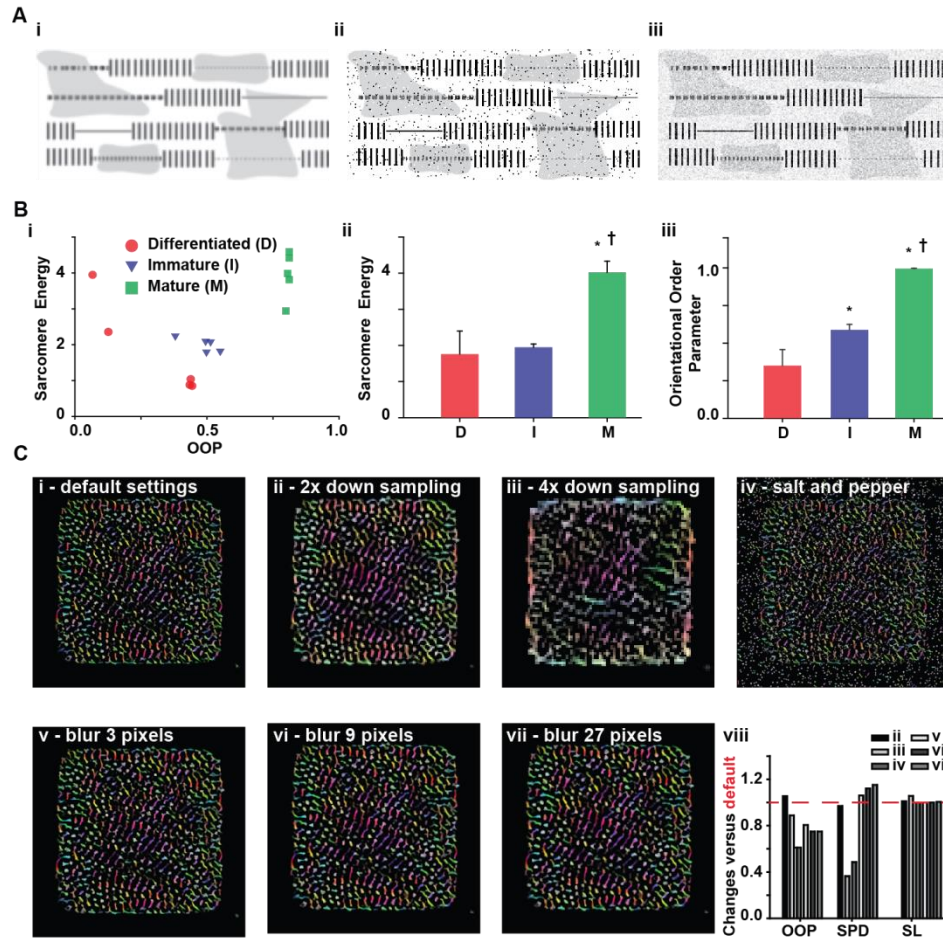 A
i
ii
iii
B
i
Differentiated (D)
Immature (I)
Mature (M)
Sarcomere Energy
4
2
0
0.0
0.5
1.0
OOP
ii
* †
Sarcomere Energy
4
2
0
D
I
M
iii
*
* †
Orientational Order
Parameter
1.0
0.0
D
I
M
C
i - default settings
ii - 2x down sampling
iii - 4x down sampling
iv - salt and pepper
v - blur 3 pixels
vi - blur 9 pixels
vii - blur 27 pixels
viii
ii
v
iii
vi
iv
Changes versus default
1.2
0.8
0.4
0.0
OOP
SPD
SL